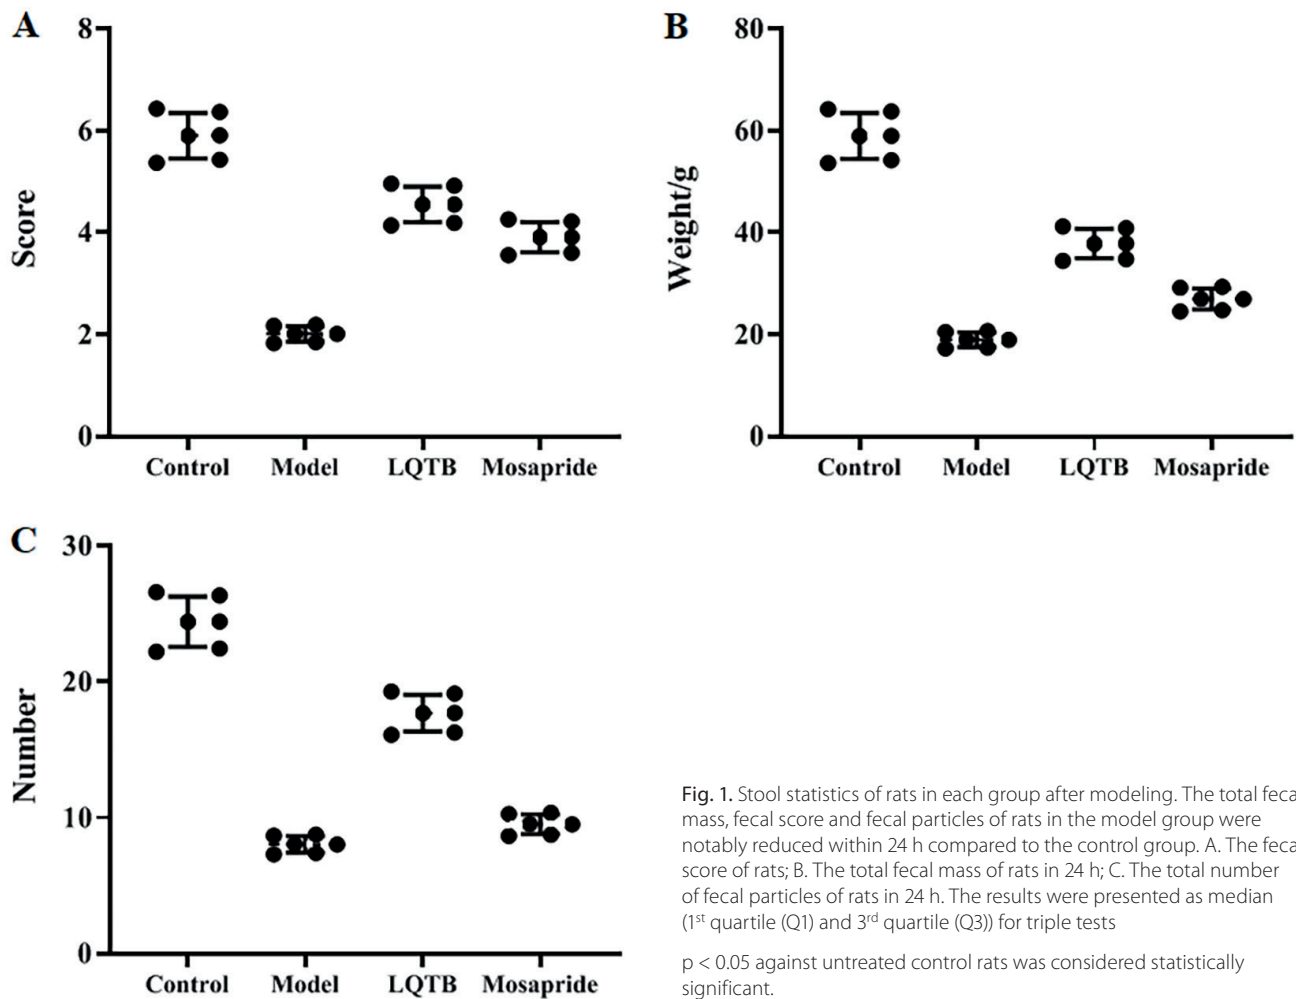 A
8
6
4
2
0
Score
Control Model LQTB Mosapride
B
80
60
40
20
0
Weight/g
Control Model LQTB Mosapride
C
30
20
10
0
Number
Control Model LQTB Mosapride
Fig. 1. Stool statistics of rats in each group after modeling. The total feca
mass, fecal score and fecal particles of rats in the model group were
notably reduced within 24 h compared to the control group. A. The feca
score of rats; B. The total fecal mass of rats in 24 h; C. The total number
of fecal particles of rats in 24 h. The results were presented as median
(1st quartile (Q1) and 3rd quartile (Q3)) for triple tests
p < 0.05 against untreated control rats was considered statistically
significant.